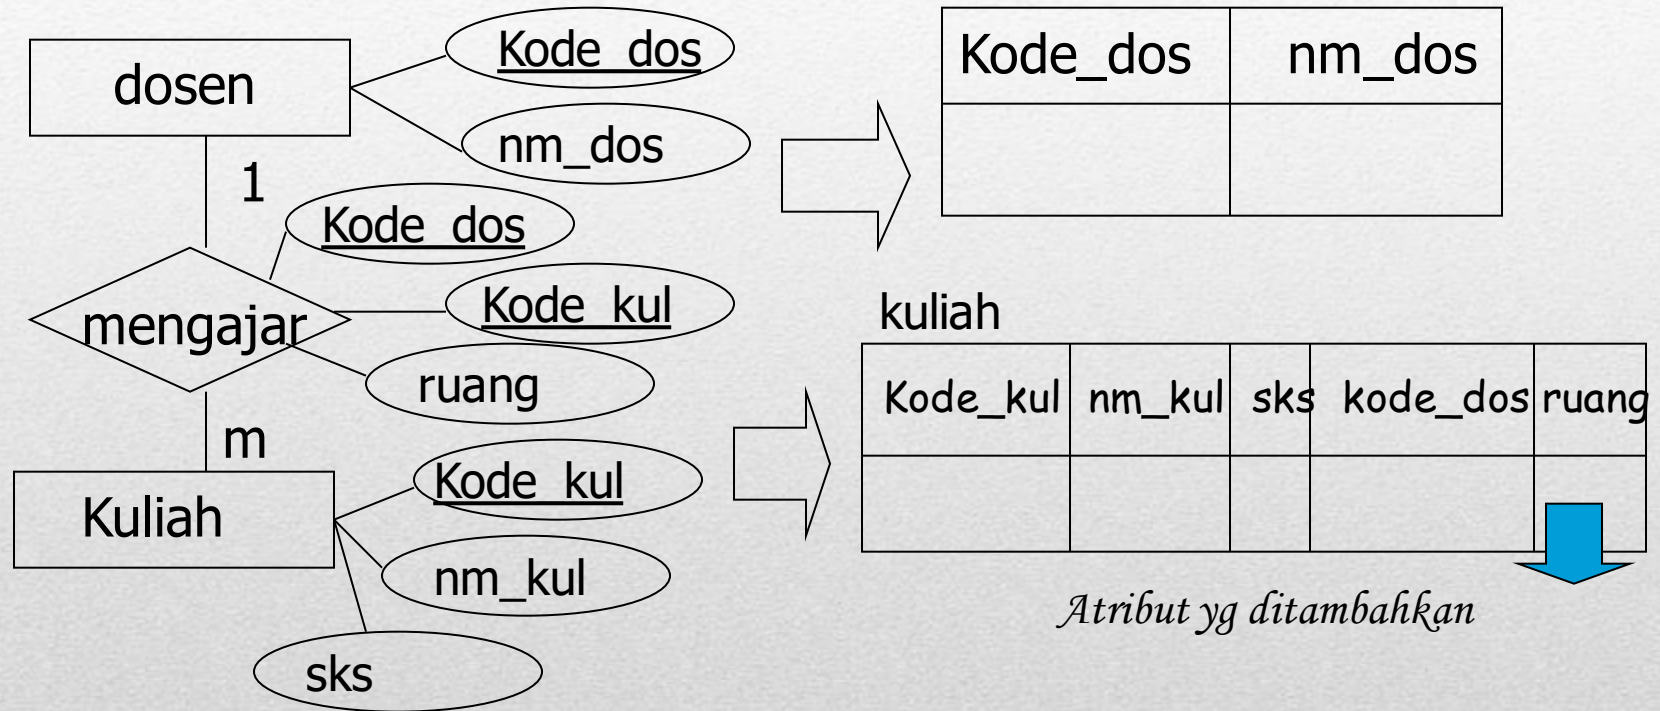 dosen
Kode_dos
nm_dos
1
Kode_dos
mengajar
Kode_kul
ruang
m
Kuliah
Kode_kul
nm_kul
sks
Kode_dos nm_dos
kuliah
Kode_kul nm_kul sks kode_dos ruang
Atribut yg ditambahkan